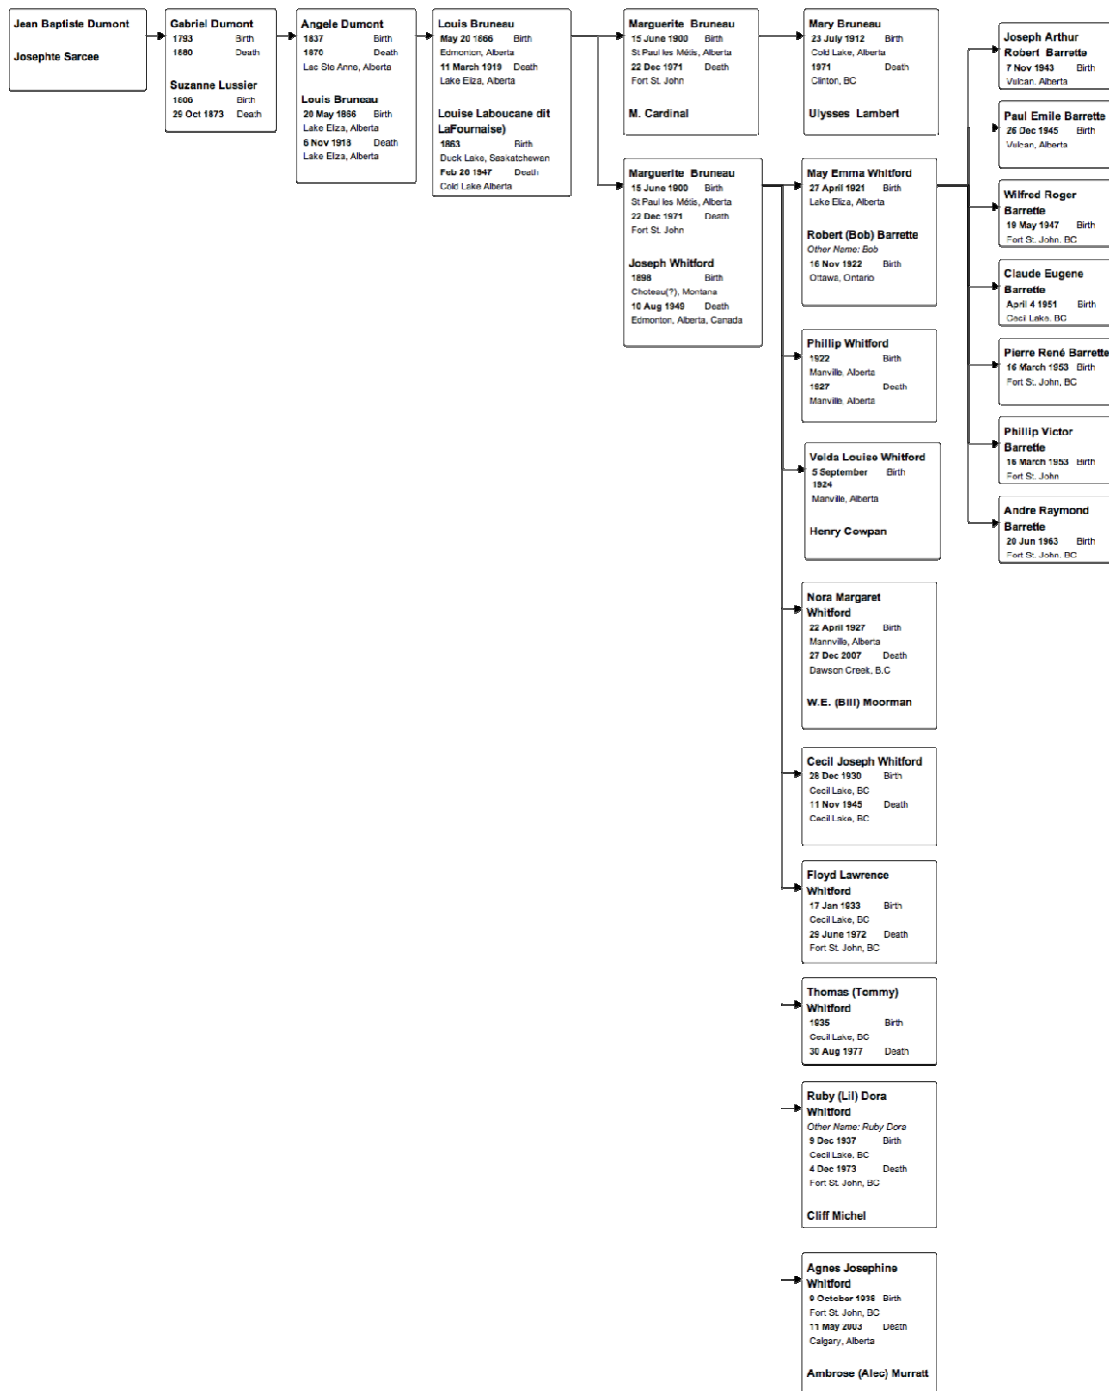 Jean Baptiste Dumont
Josephte Sarcee
Gabriel Dumont
1793 Birth
1880 Death
Suzanne Lussier
1806 Birth
29 Oct 1873 Death
Angele Dumont
1837 Birth
1870 Death
Lac Ste Anne, Alberta
Louis Bruneau
20 May 1866 Birth
Lake Eliza, Alberta
6 Nov 1918 Death
Lake Eliza, Alberta
Louis Bruneau
May 20 1866 Birth
Edmonton, Alberta
11 March 1919 Death
Lake Eliza, Alberta
Louise Laboucane dit
LaFournaise)
1863 Birth
Duck Lake, Saskatchewan
Feb 26 1947 Death
Cold Lake Alberta
Marguerite Bruneau
15 June 1900 Birth
St Paul les Métis, Alberta
22 Dec 1971 Death
Fort St. John
M. Cardinal
Marguerite Bruneau
15 June 1900 Birth
St Paul les Métis, Alberta
22 Dec 1971 Death
Fort St. John
Joseph Whitford
1898 Birth
Choteau(?), Montana
10 Aug 1949 Death
Edmonton, Alberta, Canada
Mary Bruneau
23 July 1912 Birth
Cold Lake, Alberta
1971 Death
Clinton, BC
Ulysses Lambert
May Emma Whitford
27 April 1921 Birth
Lake Eliza, Alberta
Robert (Bob) Barrette
Other Name: Bob
16 Nov 1922 Birth
Ottawa, Ontario
Phillip Whitford
1922 Birth
Manville, Alberta
1927 Death
Manville, Alberta
Velda Louise Whitford
5 September Birth
1924
Manville, Alberta
Henry Cowpan
Nora Margaret
Whitford
22 April 1927 Birth
Mannville, Alberta
27 Dec 2007 Death
Dawson Creek, B.C
W.E. (Bill) Moorman
Cecil Joseph Whitford
28 Dec 1930 Birth
Cecil Lake, BC
11 Nov 1945 Death
Cecil Lake, BC
Floyd Lawrence
Whitford
17 Jan 1933 Birth
Cecil Lake, BC
29 June 1972 Death
Fort St. John, BC
Thomas (Tommy)
Whitford
1935 Birth
Cecil Lake, BC
30 Aug 1977 Death
Ruby (Lil) Dora
Whitford
Other Name: Ruby Dora
9 Dec 1937 Birth
Cecil Lake, BC
4 Dec 1973 Death
Fort St. John, BC
Cliff Michel
Agnes Josephine
Whitford
9 October 1938 Birth
Fort St. John, BC
11 May 2003 Death
Calgary, Alberta
Ambrose (Alec) Murratt
Joseph Arthur
Robert Barrette
7 Nov 1943 Birth
Vulcan, Alberta
Paul Emile Barrette
26 Dec 1945 Birth
Vulcan, Alberta
Wilfred Roger
Barrette
19 May 1947 Birth
Fort St. John, BC
Claude Eugene
Barrette
April 4 1951 Birth
Cecil Lake, BC
Pierre René Barrette
16 March 1953 Birth
Fort St. John, BC
Phillip Victor
Barrette
16 March 1953 Birth
Fort St. John
Andre Raymond
Barrette
20 Jun 1963 Birth
Fort St. John, BC